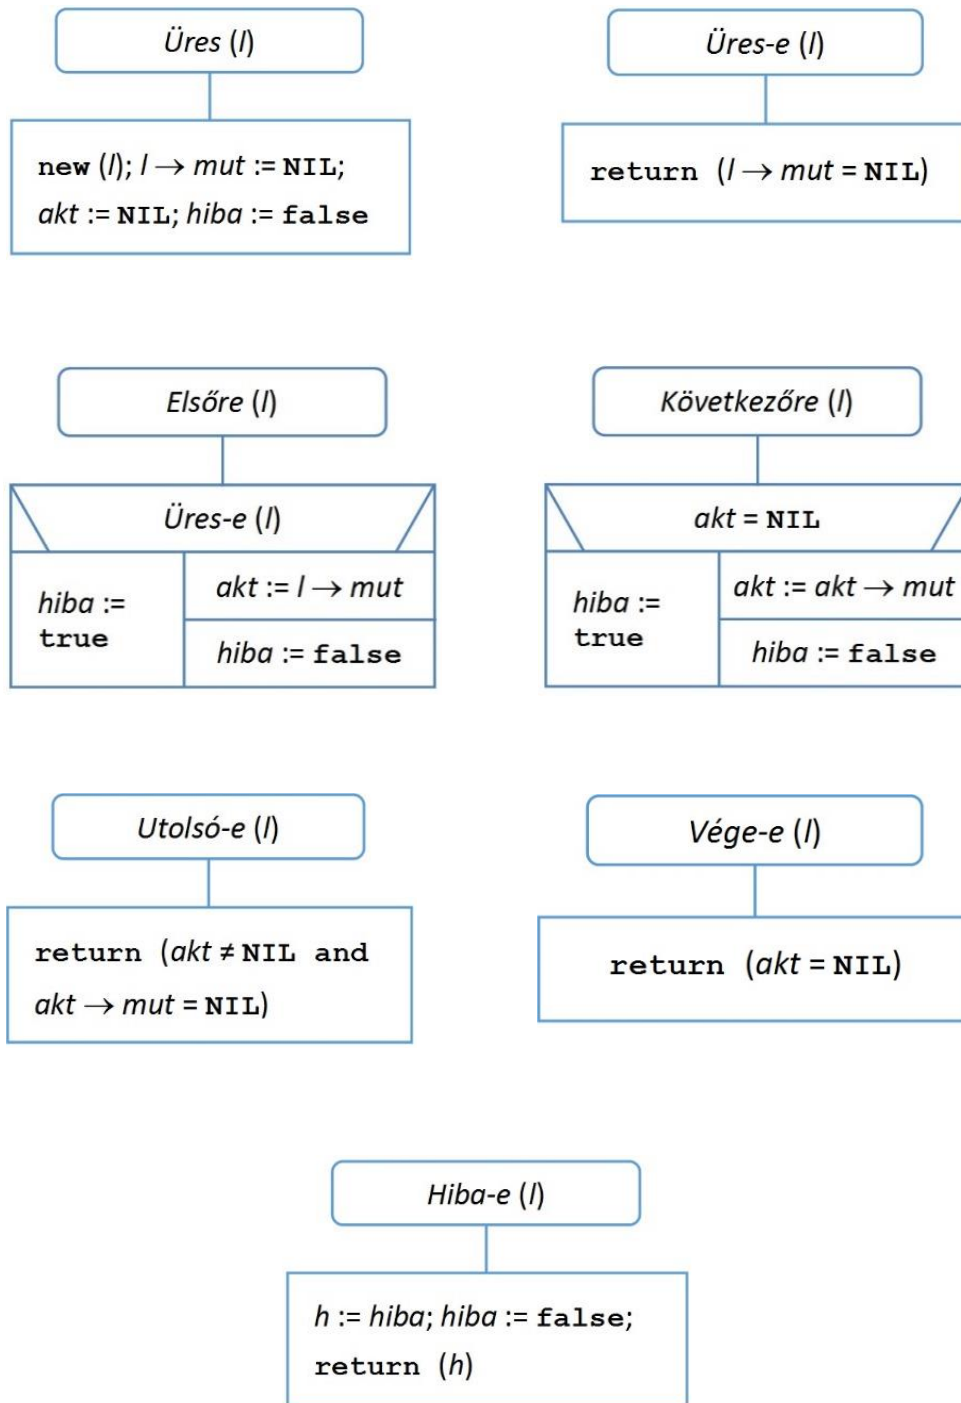 Üres (l)
new (l); l → mut := NIL;
akt := NIL; hiba := false
Üres-e (l)
return (l → mut = NIL)
Elsőre (l)
Üres-e (l)
hiba :=
true
akt := l → mut
hiba := false
Következőre (l)
akt = NIL
hiba :=
true
akt := akt → mut
hiba := false
Utolsó-e (l)
return (akt ≠ NIL and
akt → mut = NIL)
Vége-e (l)
return (akt = NIL)
Hiba-e (l)
h := hiba; hiba := false;
return (h)